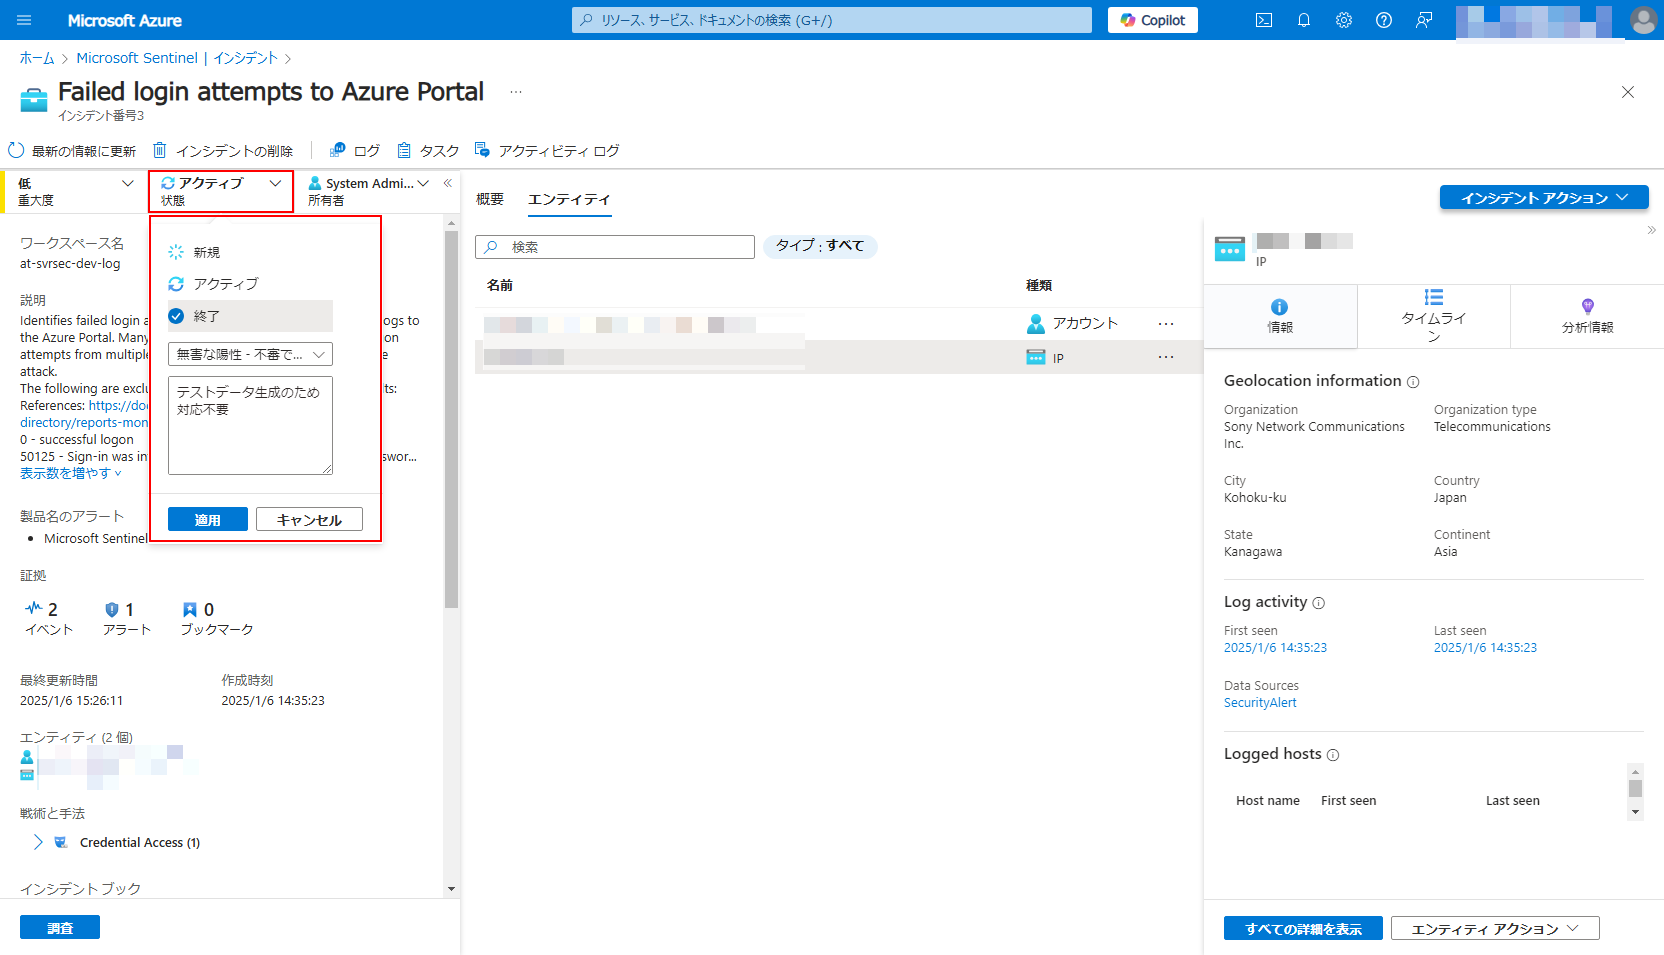 Microsoft Azure
リソース、サービス、ドキュメントの検索 (G+/)
Copilot
ホーム > Microsoft Sentinel | インシデント >
Failed login attempts to Azure Portal ...
インシデント番号3
最新の情報に更新 インシデントの削除 ログ タスク アクティビティ ログ
低
重大度
アクティブ
状態
System Admi...
所有者
«
ワークスペース名
at-svrsec-dev-log
説明
Identifies failed login a
ogs to
the Azure Portal. Many
on
attempts from multiple
e
attack.
The following are exclu
lts:
References: https://do
directory/reports-mon
0 - successful logon
50125 - Sign-in was in
swor...
表示数を増やす
新規
アクティブ
終了
無害な陽性 - 不審で...
テストデータ生成のため
対応不要
適用 キャンセル
製品名のアラート
• Microsoft Sentinel
証拠
2
イベント
1
アラート
0
ブックマーク
最終更新時間
2025/1/6 15:26:11
作成時刻
2025/1/6 14:35:23
エンティティ (2 個)
戦術と手法
Credential Access (1)
インシデント ブック
調査
概要 エンティティ
インシデント アクション
検索
タイプ : すべて
名前 種類
アカウント ...
IP ...
»
IP
情報
タイムライ
ン
分析情報
Geolocation information
Organization
Sony Network Communications
Inc.
Organization type
Telecommunications
City
Kohoku-ku
Country
Japan
State
Kanagawa
Continent
Asia
Log activity
First seen
2025/1/6 14:35:23
Last seen
2025/1/6 14:35:23
Data Sources
SecurityAlert
Logged hosts
Host name First seen Last seen
すべての詳細を表示 エンティティ アクション